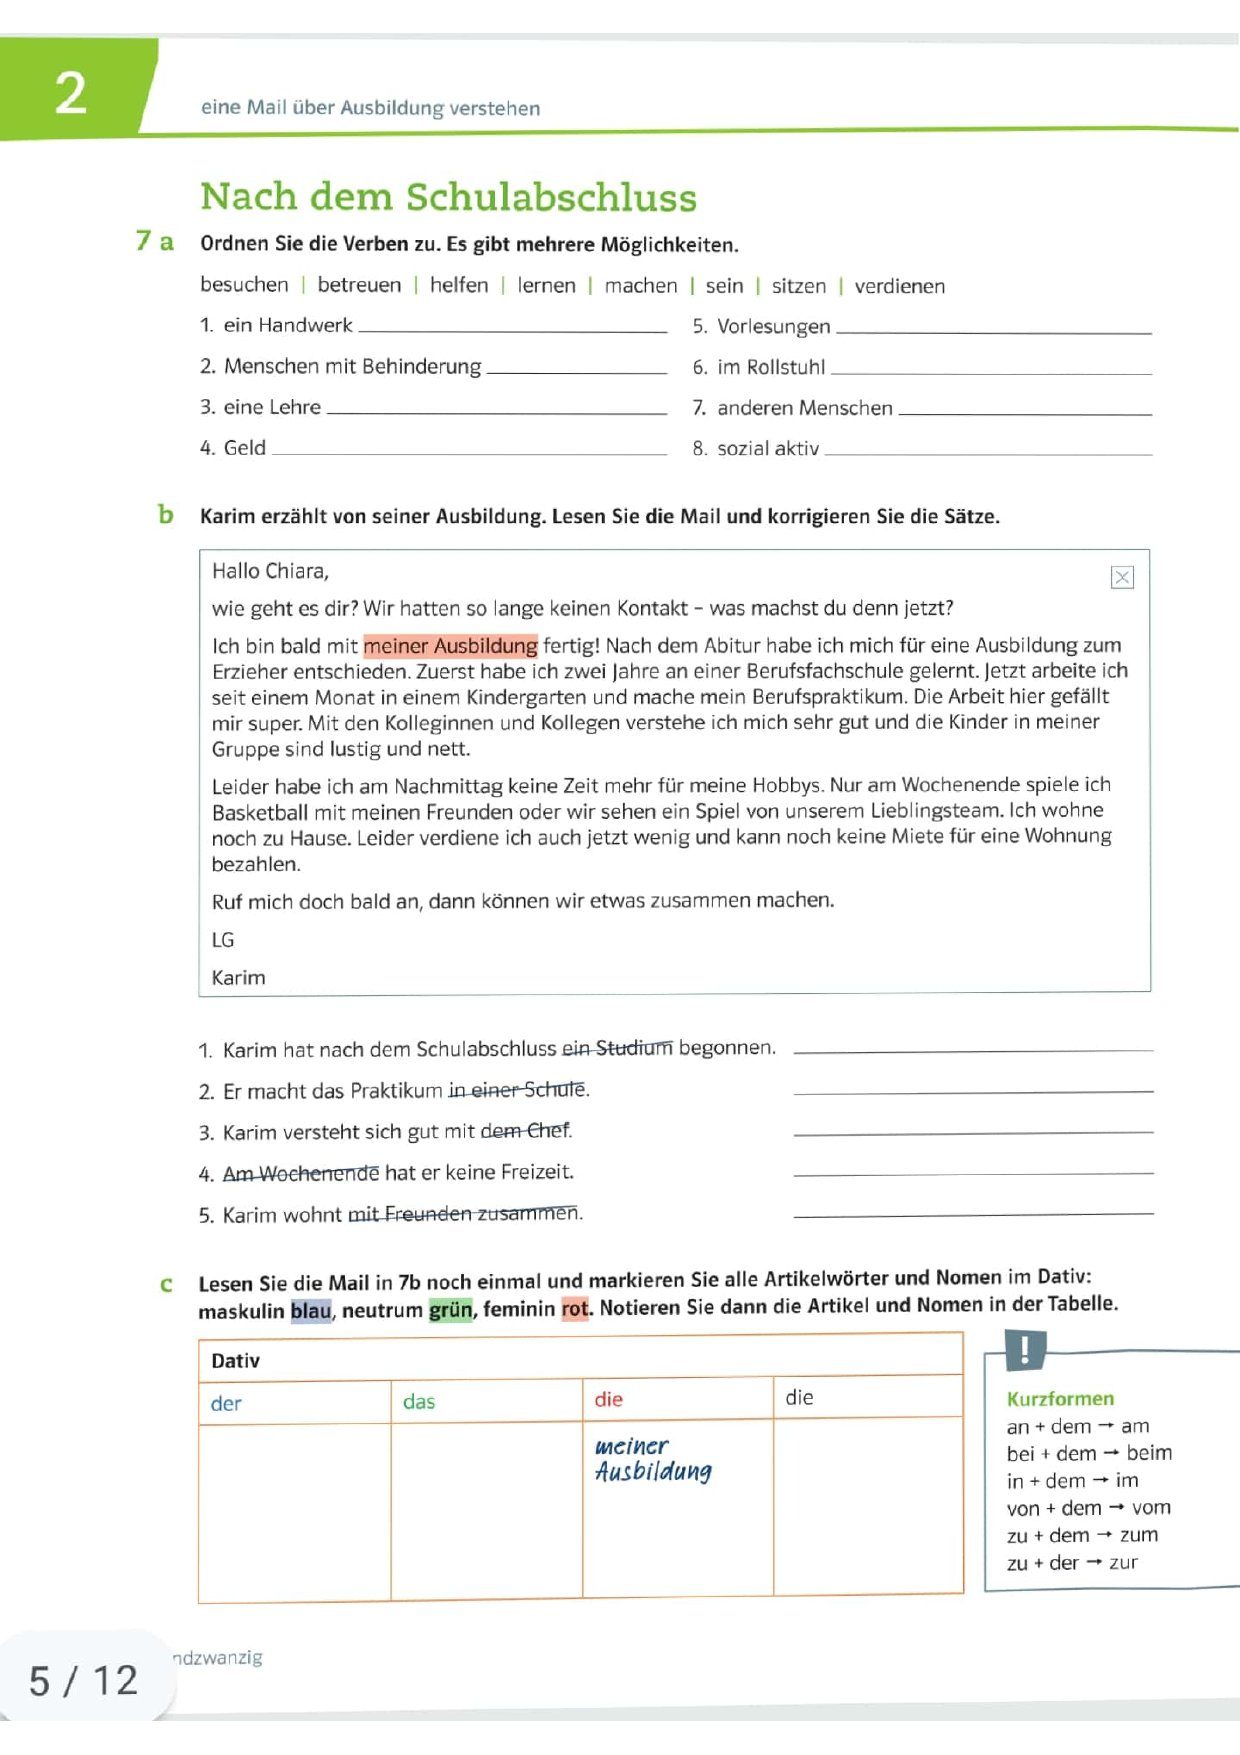 2
eine Mail über Ausbildung verstehen
Nach dem Schulabschluss
7 a Ordnen Sie die Verben zu. Es gibt mehrere Möglichkeiten.
besuchen | betreuen | helfen | lernen | machen | sein | sitzen | verdienen
1. ein Handwerk
2. Menschen mit Behinderung
3. eine Lehre
4. Geld
5. Vorlesungen
6. im Rollstuhl
7. anderen Menschen
8. sozial aktiv
b Karim erzählt von seiner Ausbildung. Lesen Sie die Mail und korrigieren Sie die Sätze.
Hallo Chiara,
wie geht es dir? Wir hatten so lange keinen Kontakt – was machst du denn jetzt?
Ich bin bald mit meiner Ausbildung fertig! Nach dem Abitur habe ich mich für eine Ausbildung zum
Erzieher entschieden. Zuerst habe ich zwei Jahre an einer Berufsfachschule gelernt. Jetzt arbeite ich
seit einem Monat in einem Kindergarten und mache mein Berufspraktikum. Die Arbeit hier gefällt
mir super. Mit den Kolleginnen und Kollegen verstehe ich mich sehr gut und die Kinder in meiner
Gruppe sind lustig und nett.
Leider habe ich am Nachmittag keine Zeit mehr für meine Hobbys. Nur am Wochenende spiele ich
Basketball mit meinen Freunden oder wir sehen ein Spiel von unserem Lieblingsteam. Ich wohne
noch zu Hause. Leider verdiene ich auch jetzt wenig und kann noch keine Miete für eine Wohnung
bezahlen.
Ruf mich doch bald an, dann können wir etwas zusammen machen.
LG
Karim
1. Karim hat nach dem Schulabschluss ein Studium begonnen.
2. Er macht das Praktikum in einer Schule.
3. Karim versteht sich gut mit dem Chef.
4. Am Wochenende hat er keine Freizeit.
5. Karim wohnt mit Freunden zusammen.
c Lesen Sie die Mail in 7b noch einmal und markieren Sie alle Artikelwörter und Nomen im Dativ:
maskulin blau, neutrum grün, feminin rot. Notieren Sie dann die Artikel und Nomen in der Tabelle.
Dativ
der das die die
meiner
Ausbildung
!
Kurzformen
an + dem → am
bei + dem → beim
in + dem → im
von + dem → vom
zu + dem → zum
zu + der → zur
ndzwanzig
5 / 12